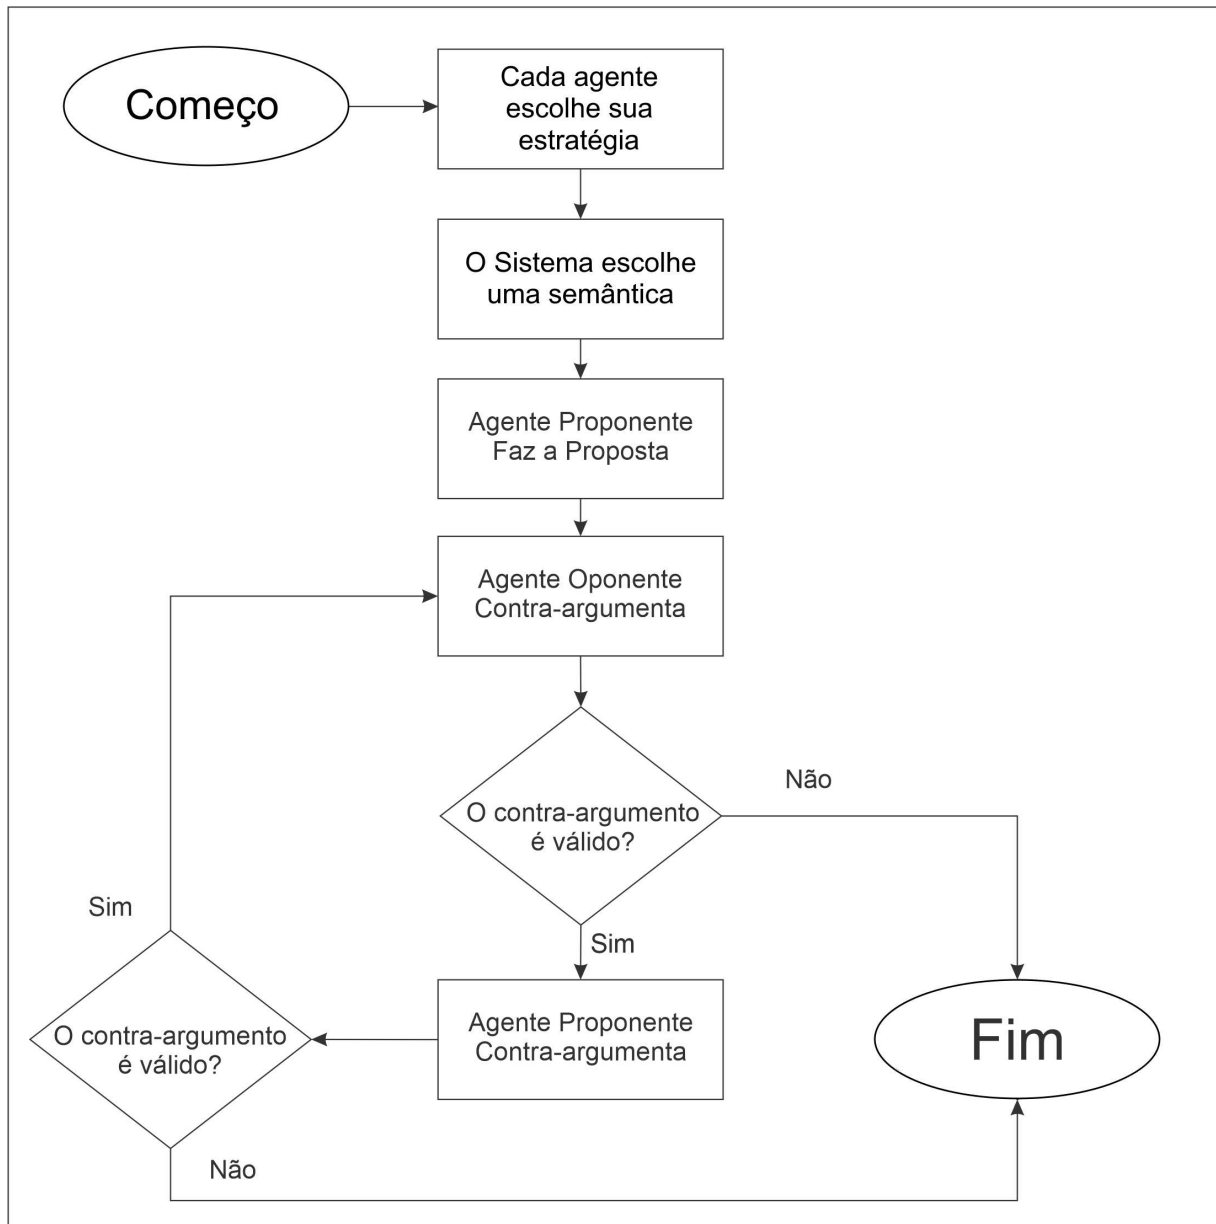 Começo
Cada agente
escolhe sua
estratégia
O Sistema escolhe
uma semântica
Agente Proponente
Faz a Proposta
Agente Oponente
Contra-argumenta
O contra-argumento
é válido?
Não
Sim
Agente Proponente
Contra-argumenta
O contra-argumento
é válido?
Sim
Não
Fim